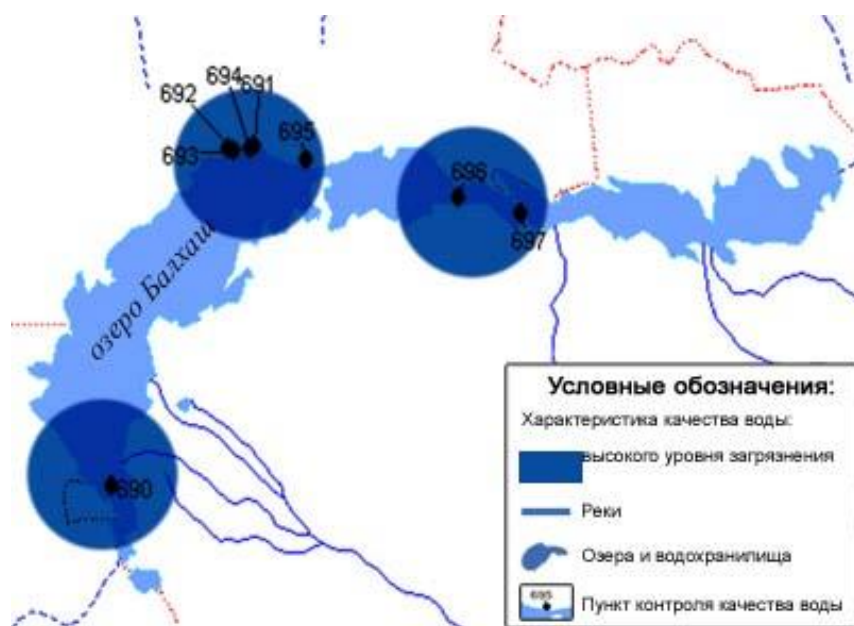 694 691
692
695
693
696
697
озеро Балхаш
690
Условные обозначения:
Характеристика качества воды:
высокого уровня загрязнения
Реки
Озера и водохранилища
695
Пункт контроля качества воды